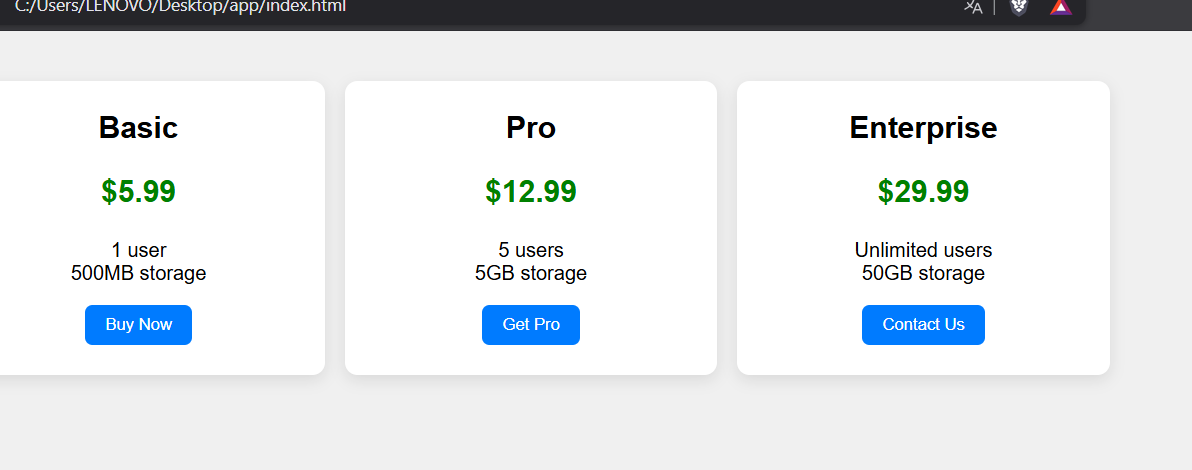 C:/Users/LENOVO/Desktop/app/index.html
Basic
$5.99
1 user
500MB storage
Buy Now
Pro
$12.99
5 users
5GB storage
Get Pro
Enterprise
$29.99
Unlimited users
50GB storage
Contact Us